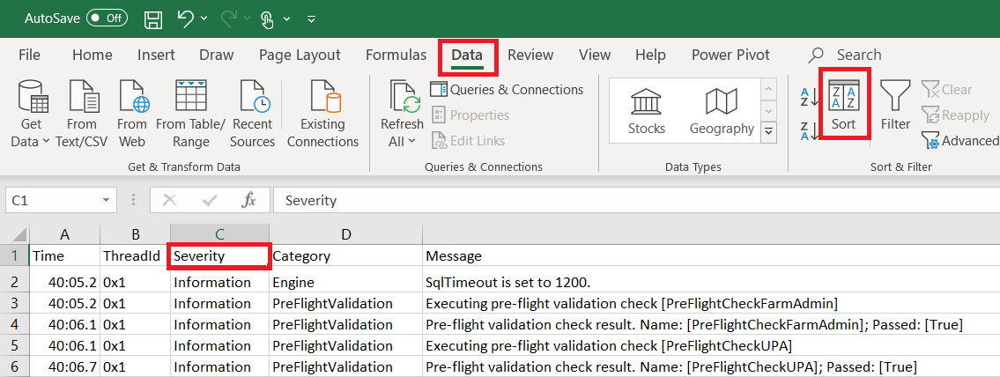 AutoSave Off
File Home Insert Draw Page Layout Formulas Data Review View Help Power Pivot Search
Get Data From Text/CSV From Web From Table/ Range Recent Sources Existing Connections Refresh All Queries & Connections Properties Edit Links Stocks Geography A Z Z A Z A A Z Sort Filter Clear Reapply Advanced
Get & Transform Data Queries & Connections Data Types Sort & Filter
C1 fx Severity
A B C D
1 Time ThreadId Severity Category Message
2 40:05.2 0x1 Information Engine SqlTimeout is set to 1200.
3 40:05.2 0x1 Information PreFlightValidation Executing pre-flight validation check [PreFlightCheckFarmAdmin]
4 40:06.1 0x1 Information PreFlightValidation Pre-flight validation check result. Name: [PreFlightCheckFarmAdmin]; Passed: [True]
5 40:06.1 0x1 Information PreFlightValidation Executing pre-flight validation check [PreFlightCheckUPA]
6 40:06.7 0x1 Information PreFlightValidation Pre-flight validation check result. Name: [PreFlightCheckUPA]; Passed: [True]